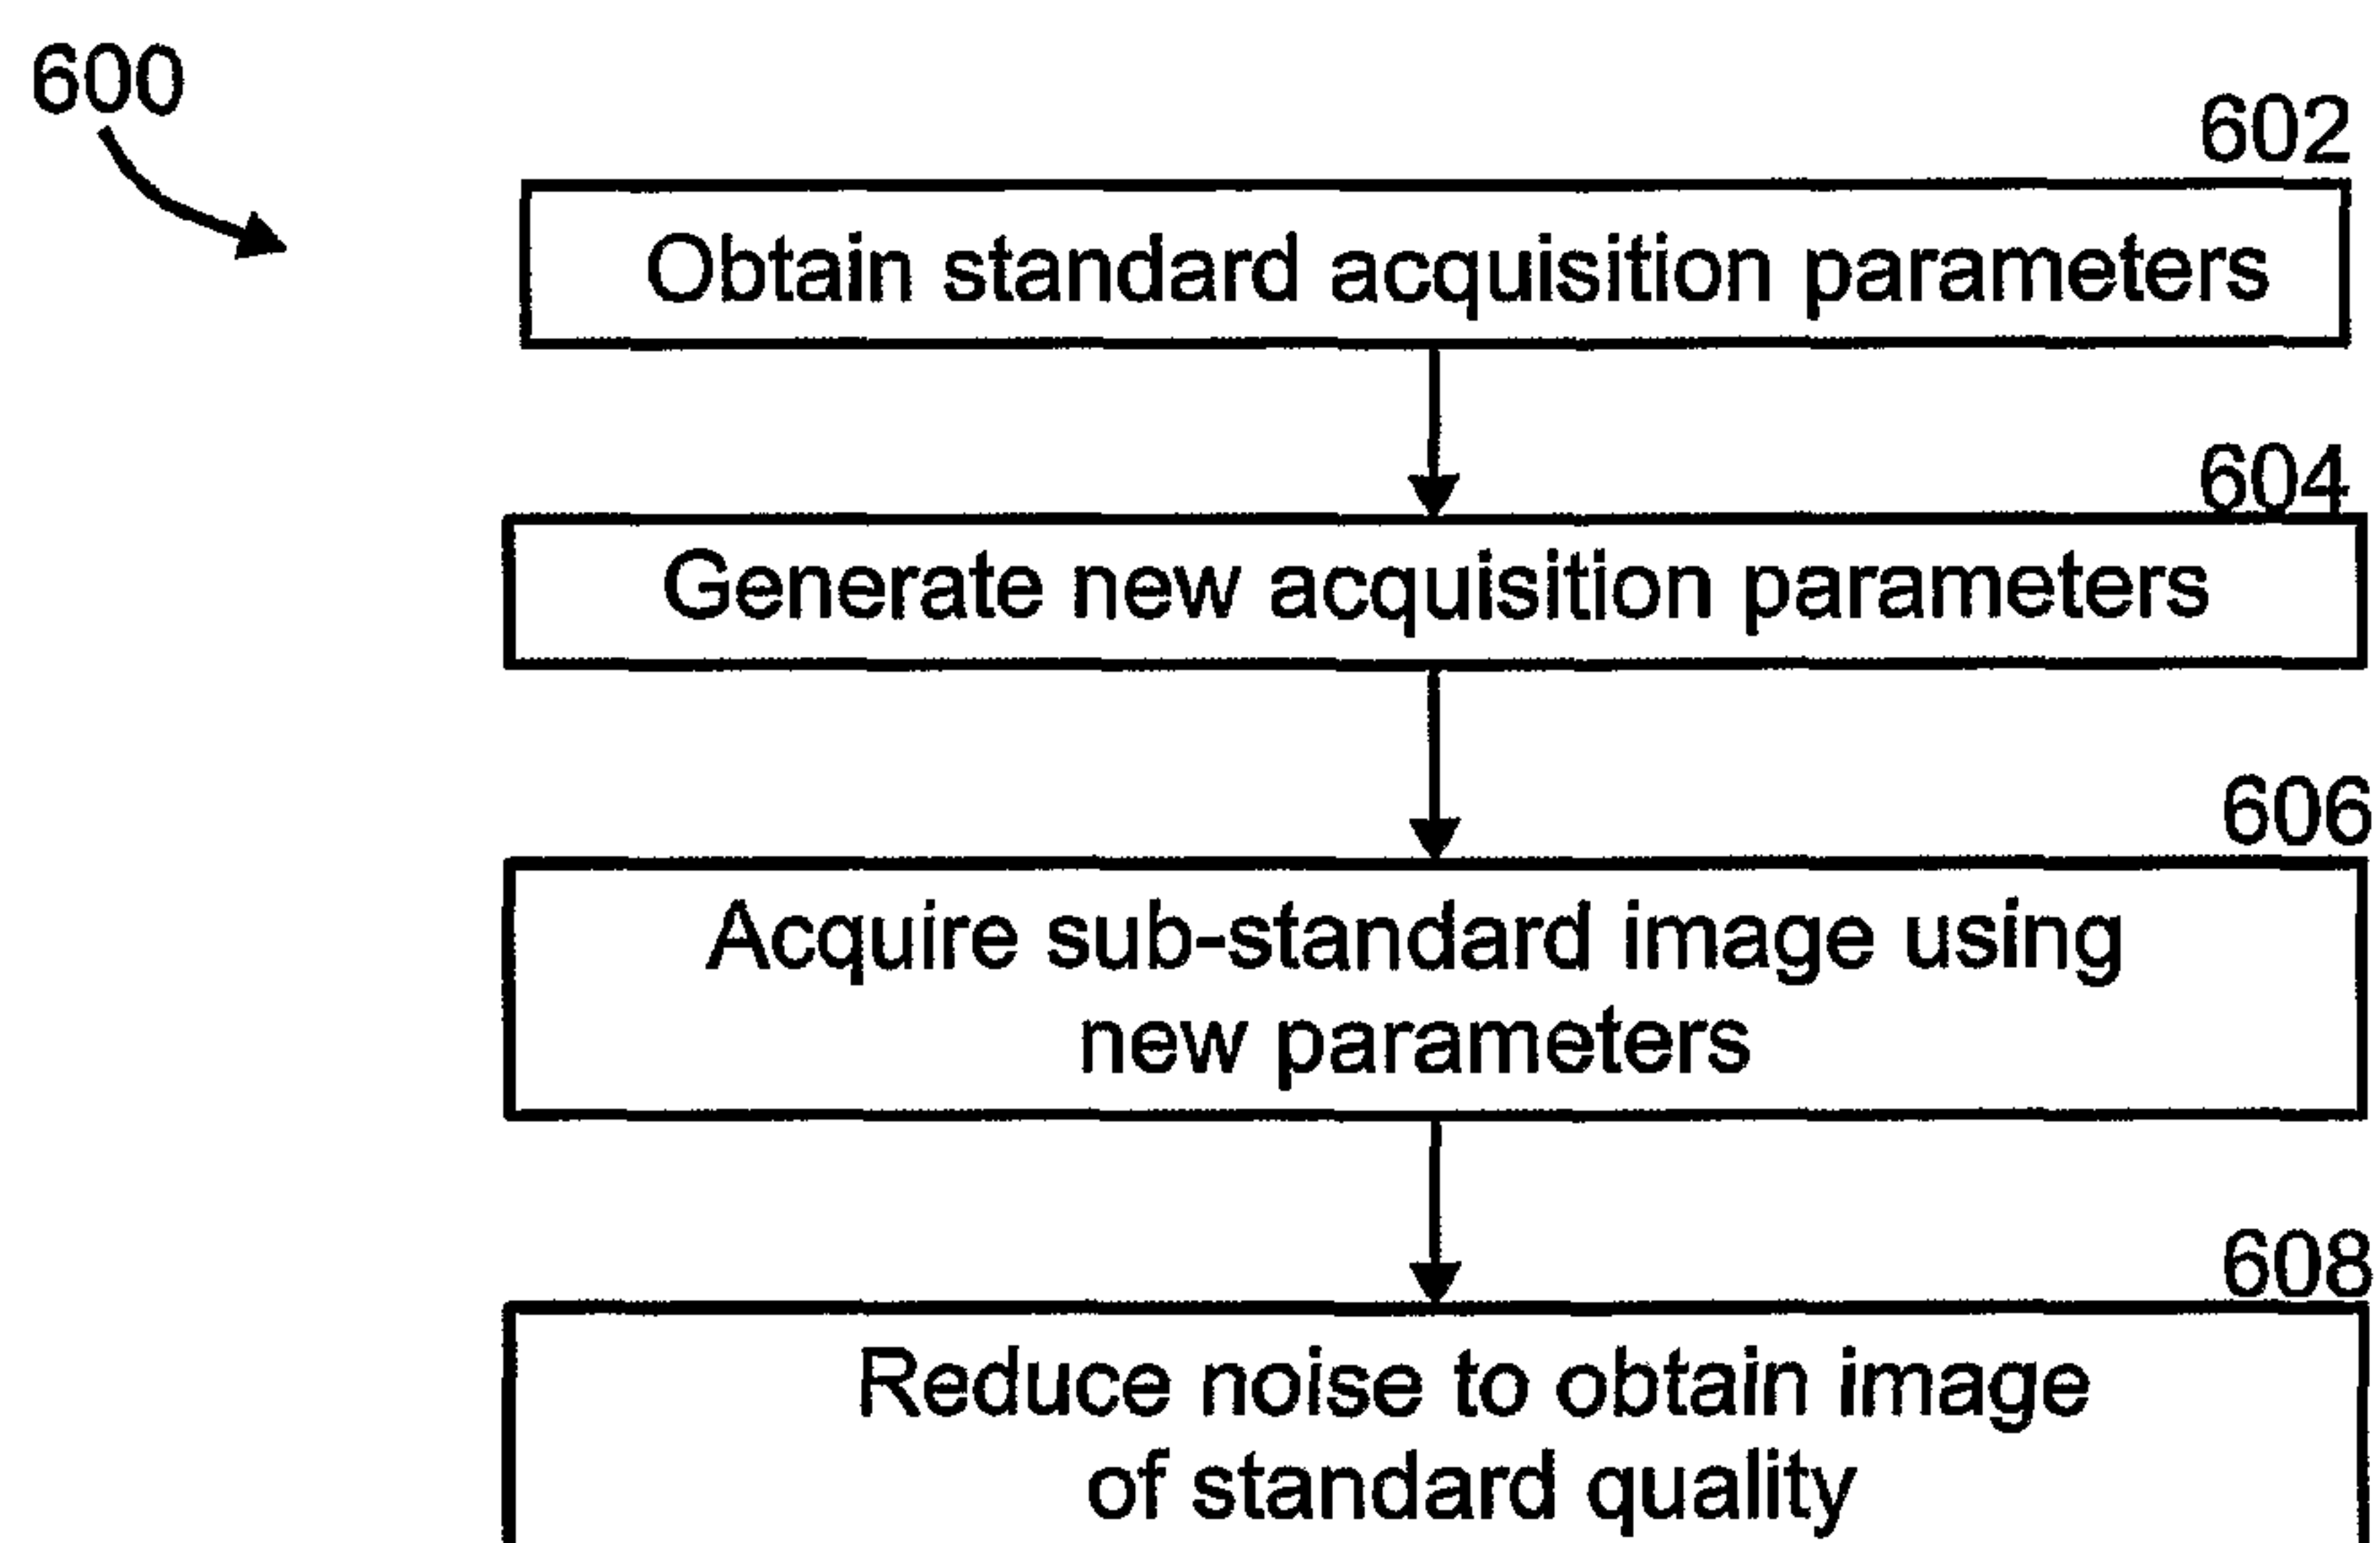 600
602
Obtain standard acquisition parameters
604
Generate new acquisition parameters
606
Acquire sub-standard image using
new parameters
608
Reduce noise to obtain image
of standard quality